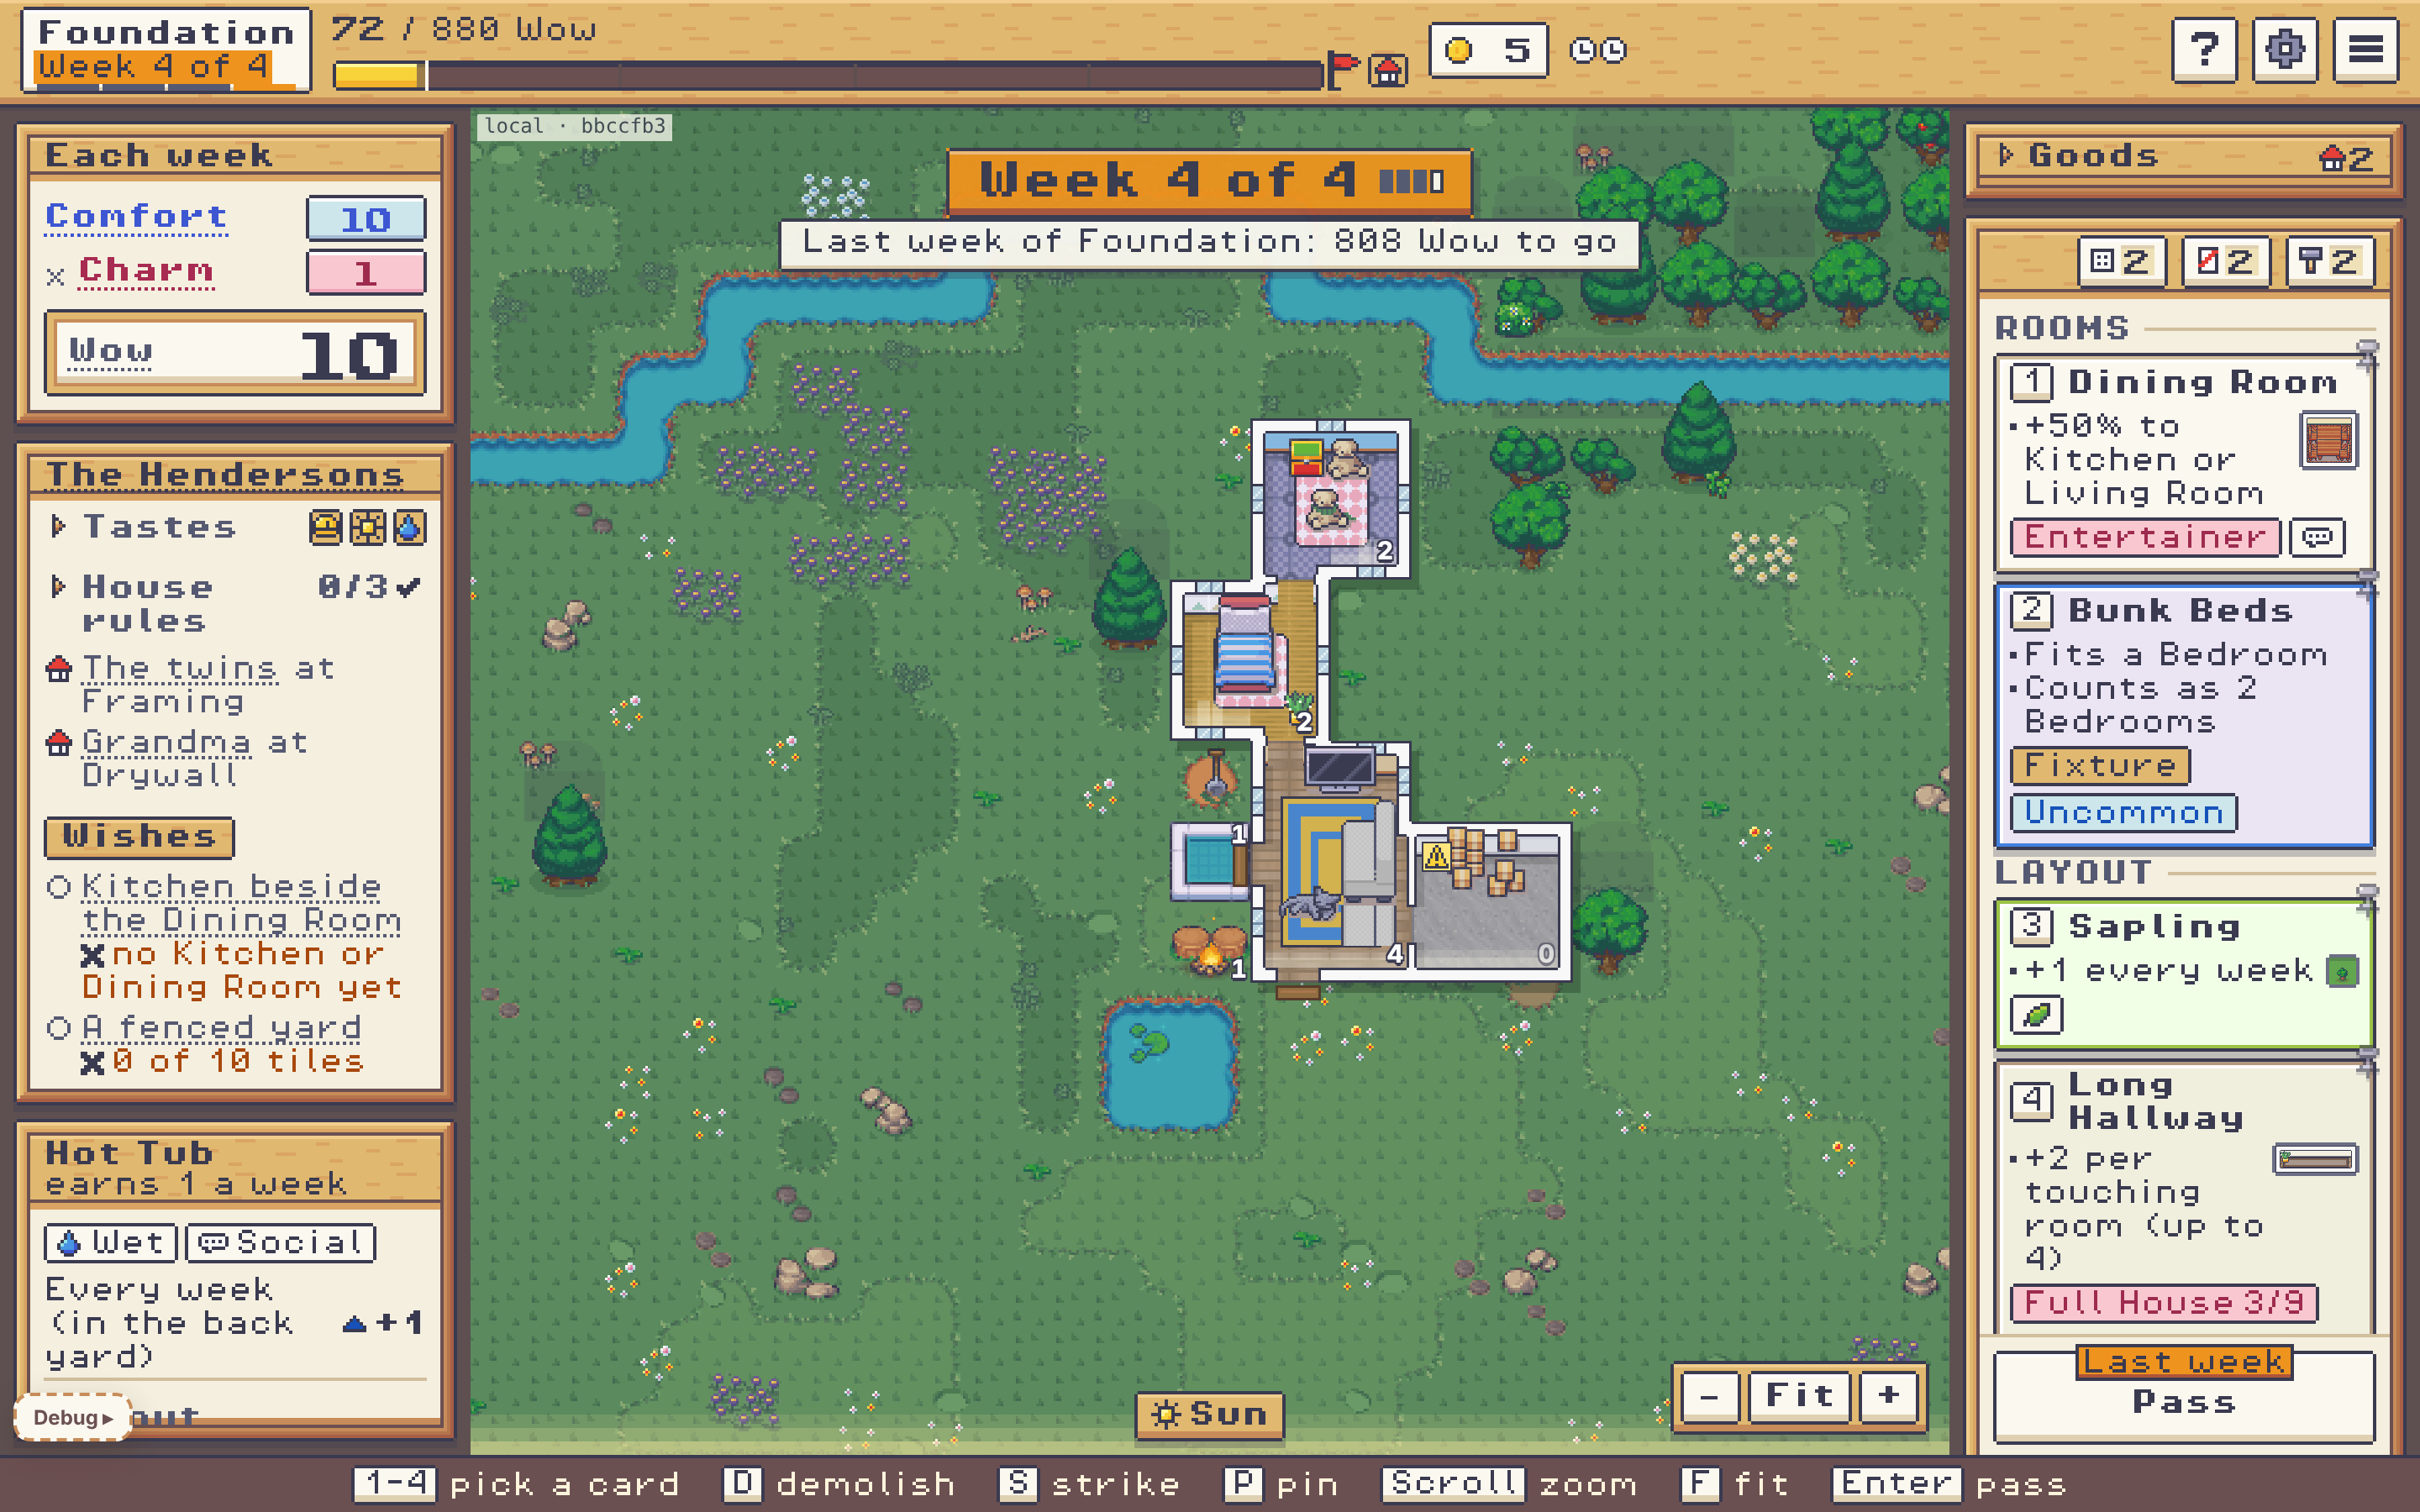 Foundation
Week 4 of 4
72 / 880 Wow
5
?
local · bbccfb3
Each week
Comfort 10
× Charm 1
Wow 10
The Hendersons
Tastes
House rules 0/3
The twins at
Framing
Grandma at
Drywall
Wishes
Kitchen beside
the Dining Room
no Kitchen or
Dining Room yet
A fenced yard
0 of 10 tiles
Hot Tub
earns 1 a week
Wet Social
Every week
(in the back
yard)
+1
Debug ▸
Week 4 of 4
Last week of Foundation: 808 Wow to go
2
2
1
4
0
1
Sun
- Fit +
Goods 2
2 2 2
ROOMS
1 Dining Room
+50% to
Kitchen or
Living Room
Entertainer
2 Bunk Beds
Fits a Bedroom
Counts as 2
Bedrooms
Fixture
Uncommon
LAYOUT
3 Sapling
+1 every week
4 Long
Hallway
+2 per
touching
room (up to
4)
Full House 3/9
Last week
Pass
1-4 pick a card D demolish S strike P pin Scroll zoom F fit Enter pass